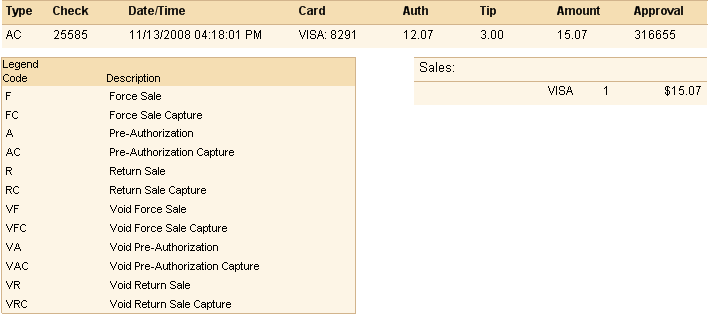 Type Check Date/Time Card Auth Tip Amount Approval
AC 25585 11/13/2008 04:18:01 PM VISA: 8291 12.07 3.00 15.07 316655
Legend
Code Description
F Force Sale
FC Force Sale Capture
A Pre-Authorization
AC Pre-Authorization Capture
R Return Sale
RC Return Sale Capture
VF Void Force Sale
VFC Void Force Sale Capture
VA Void Pre-Authorization
VAC Void Pre-Authorization Capture
VR Void Return Sale
VRC Void Return Sale Capture
Sales:
VISA 1 $15.07